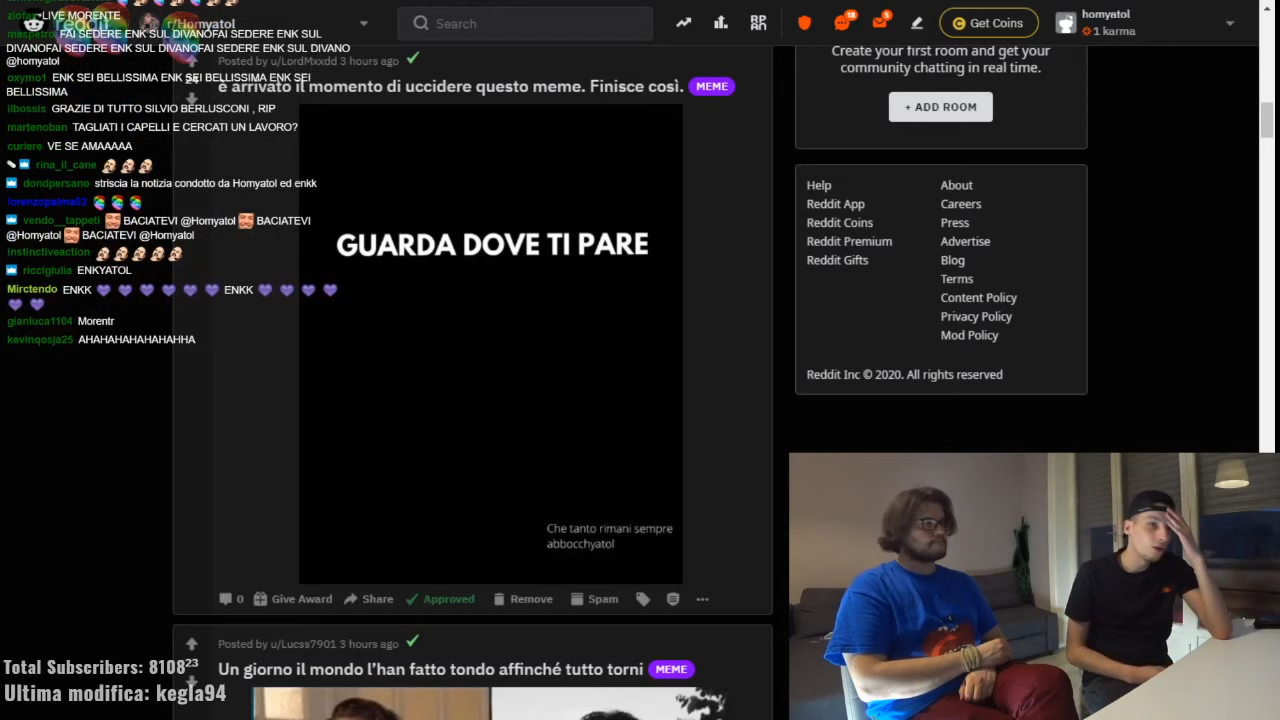 ziofax LIVE MORENTE
reddit
r/Homyatol
Search
18
5
Get Coins
homyatol
1 karma
maspetro FAI SEDERE ENK SUL DIVANOFAI SEDERE ENK SUL
DIVANOFAI SEDERE ENK SUL DIVANOFAI SEDERE ENK SUL DIVANO
@homyatol
oxymo1 ENK SEI BELLISSIMA ENK SEI BELLISSIMA ENK SEI
BELLISSIMA
ilbossis GRAZIE DI TUTTO SILVIO BERLUSCONI , RIP
martenoban TAGLIATI I CAPELLI E CERCATI UN LAVORO?
curiere VE SE AMAAAAA
rina_il_cane
dondpersano striscia la notizia condotto da Homyatol ed enkk
lorenzopalma03
vendo__tappeti BACIATEVI @Homyatol BACIATEVI
@Homyatol BACIATEVI @Homyatol
instinctiveaction
riccigiulia ENKYATOL
Mirctendo ENKK ENKK
gianluca1104 Morentr
kevinqosja25 AHAHAHAHAHAHAHHA
Posted by u/LordMxxdd 3 hours ago
è arrivato il momento di uccidere questo meme. Finisce così. MEME
GUARDA DOVE TI PARE
Che tanto rimani sempre
abbocchyatol
0 Give Award Share Approved Remove Spam
Posted by u/Lucss7901 3 hours ago
23
Un giorno il mondo l'han fatto tondo affinché tutto torni MEME
Total Subscribers: 8108
Ultima modifica: kegla94
Create your first room and get your
community chatting in real time.
+ ADD ROOM
Help About
Reddit App Careers
Reddit Coins Press
Reddit Premium Advertise
Reddit Gifts Blog
Terms
Content Policy
Privacy Policy
Mod Policy
Reddit Inc © 2020. All rights reserved